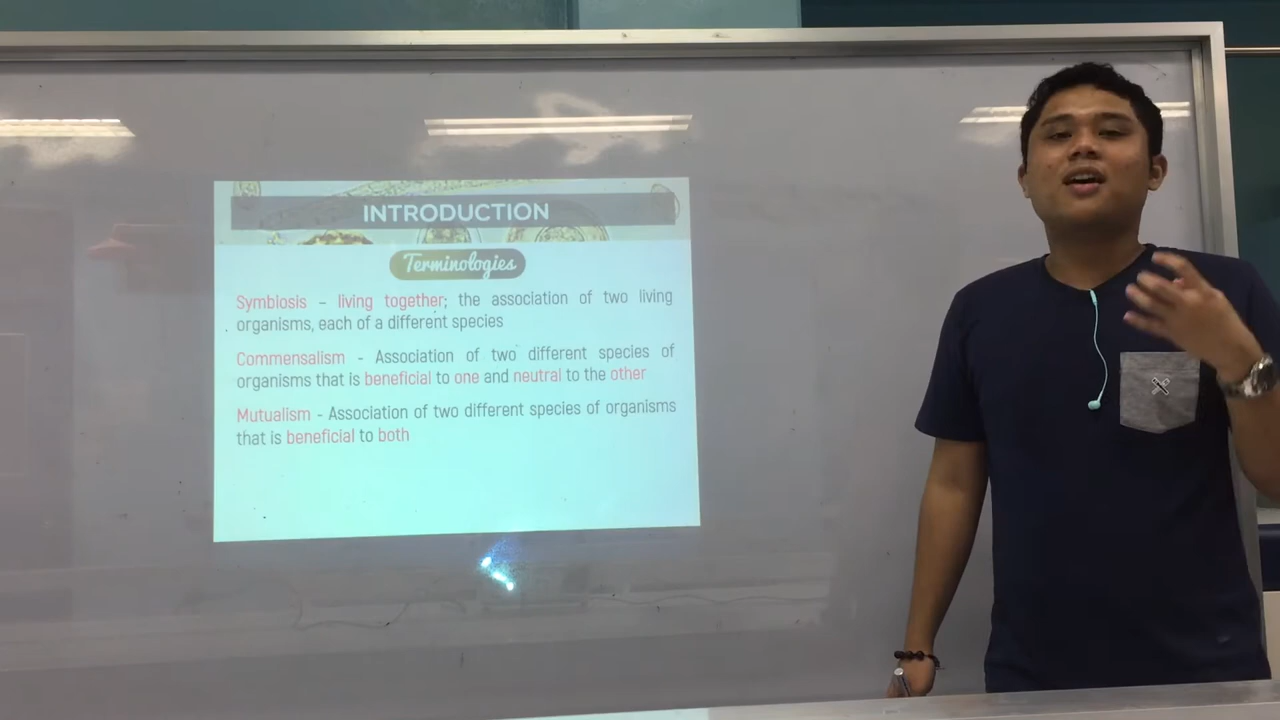 INTRODUCTION
Terminologies
Symbiosis – living together; the association of two living
organisms, each of a different species
Commensalism - Association of two different species of
organisms that is beneficial to one and neutral to the other
Mutualism - Association of two different species of organisms
that is beneficial to both